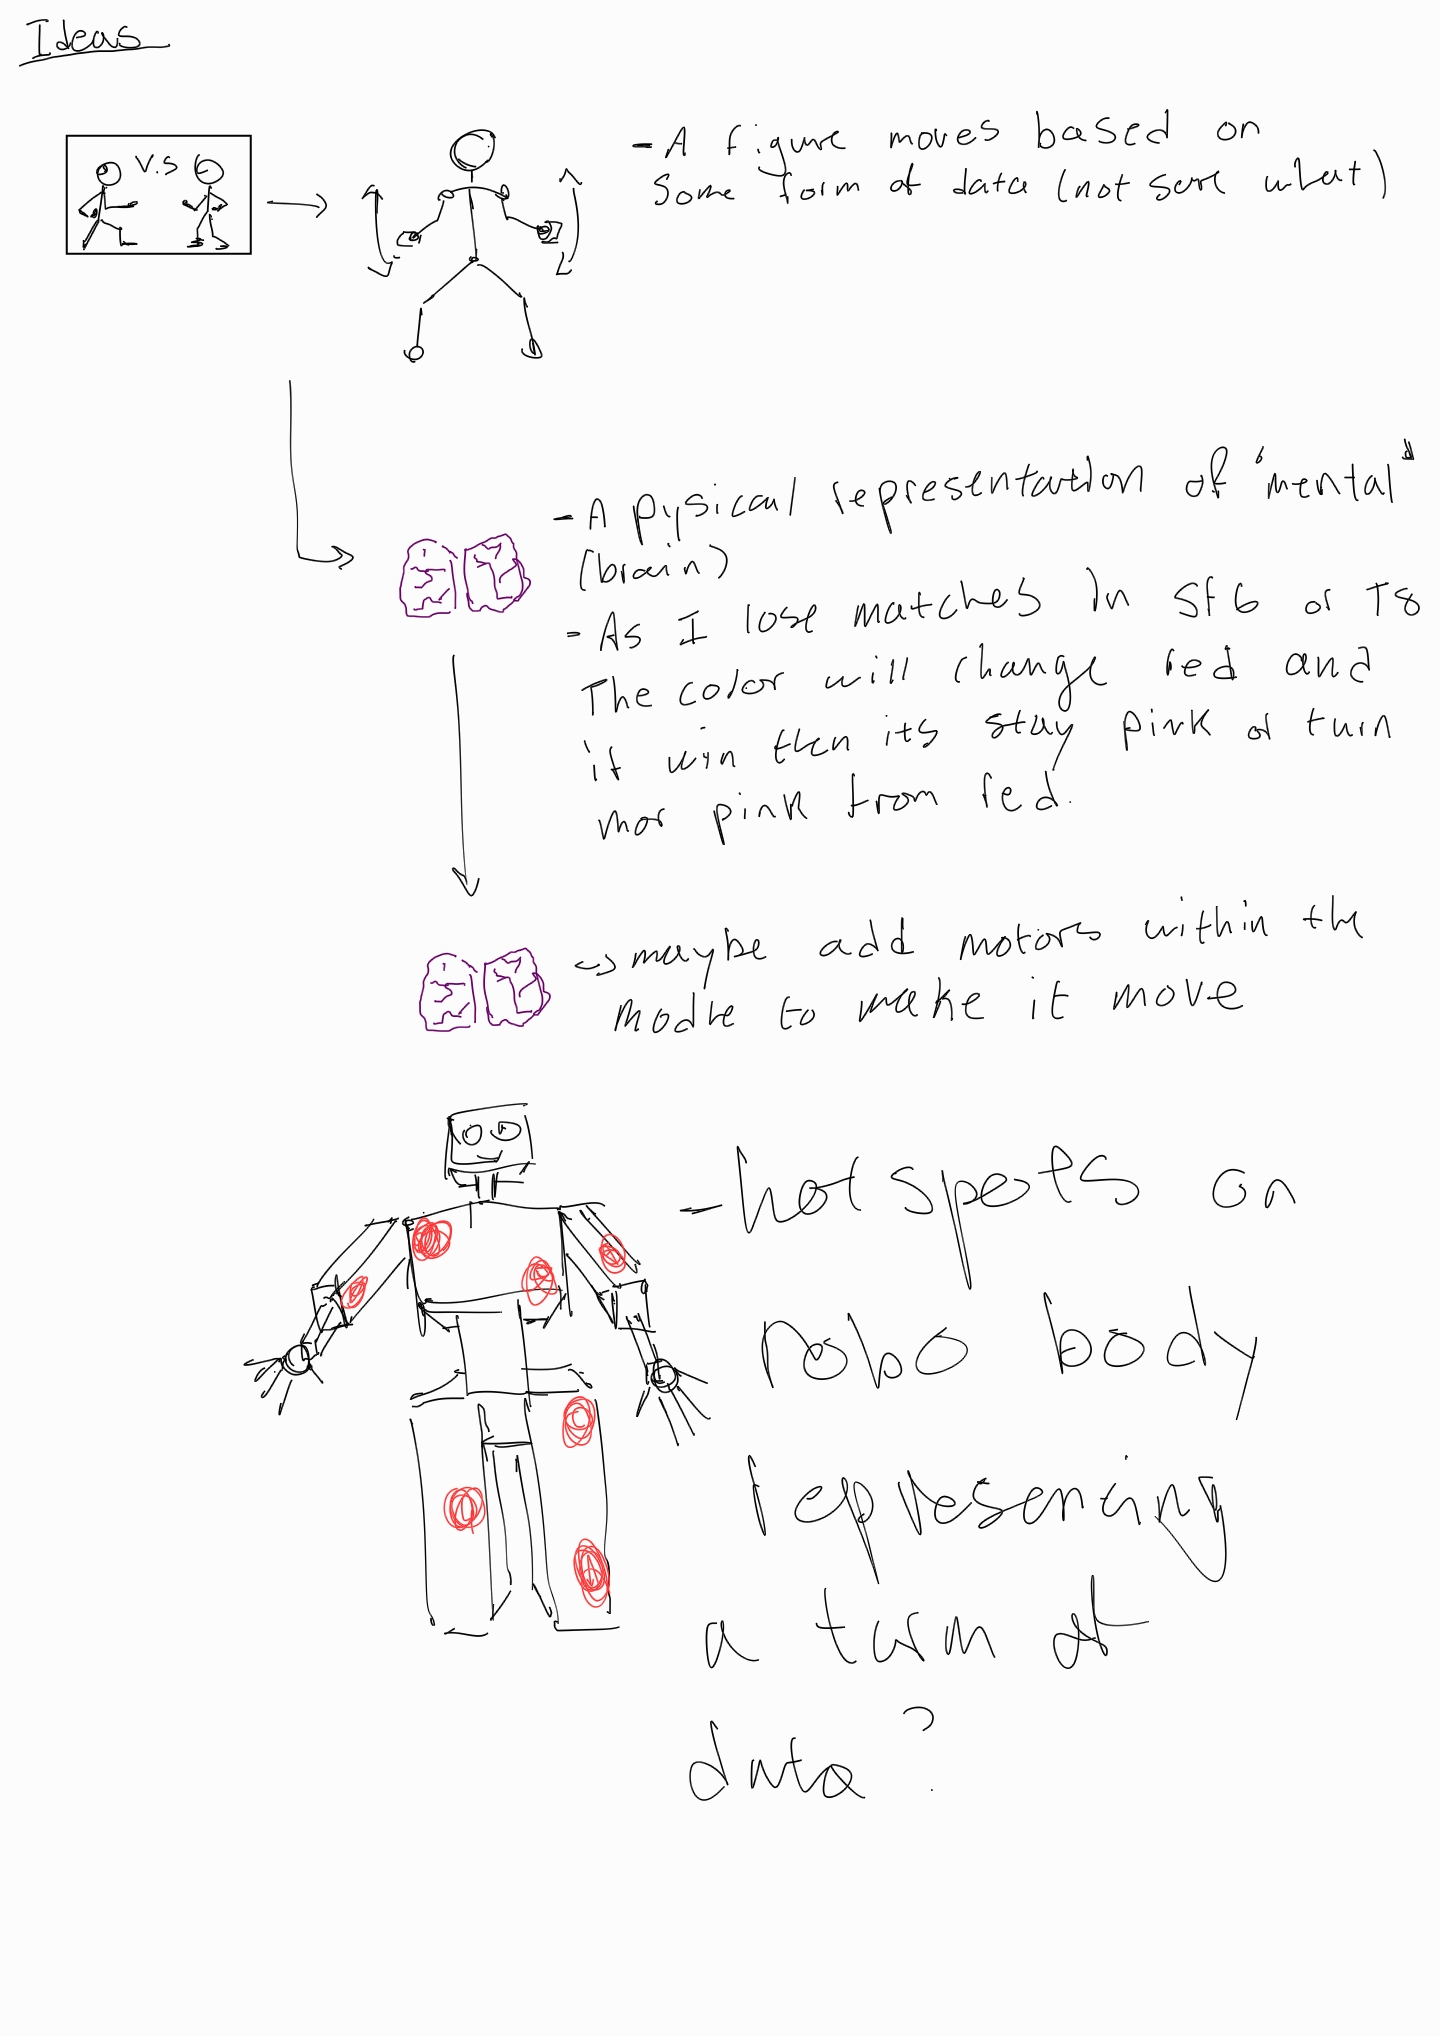 Ideas
V.S
- A figure moves based on
some form of data (not sure what)
- A pysical representation of "mental"
(brain)
- As I lose matches in SF6 or T8
The color will change red and
if win then its stay pink or turn
mor pink from red.
maybe add motors within the
modle to make it move
- hot spots on
robo body
represencing
a turm of
data?